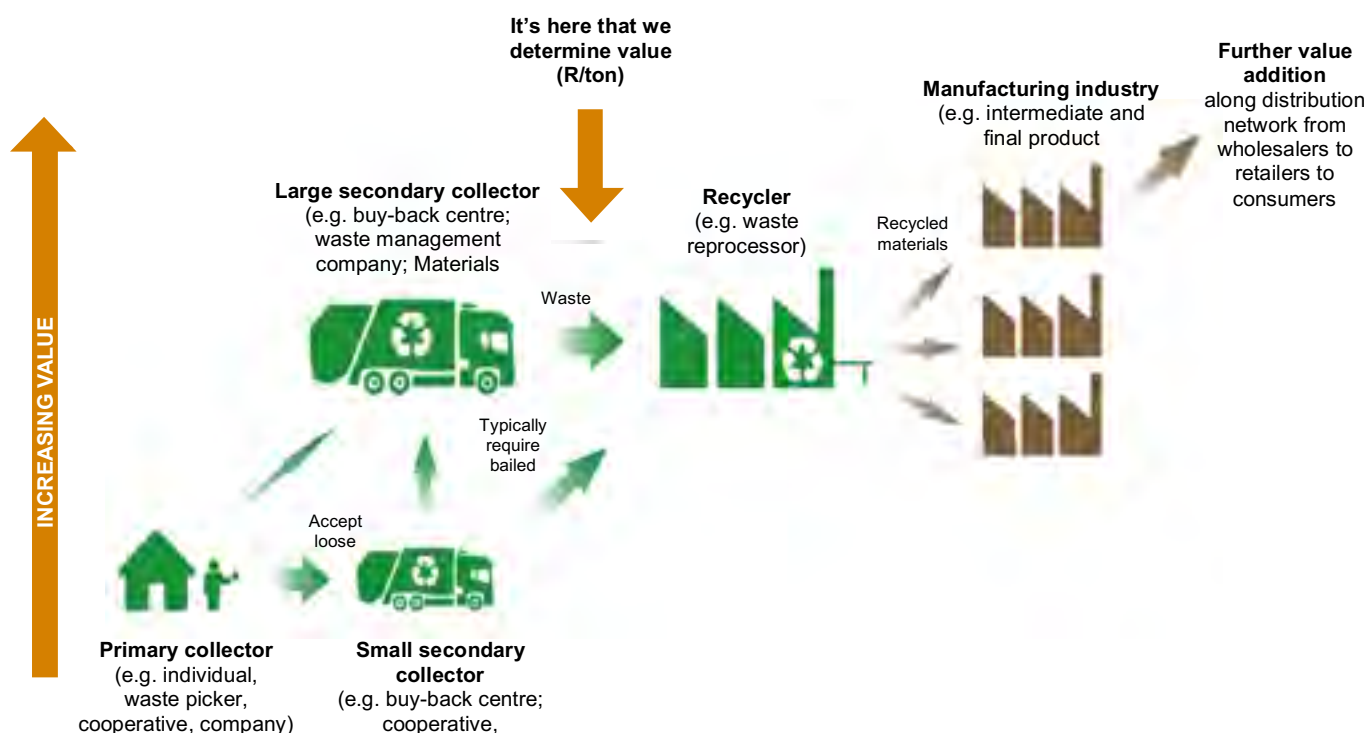 It's here that we
determine value
(R/ton)
Further value
addition
along distribution
network from
wholesalers to
retailers to
consumers
Manufacturing industry
(e.g. intermediate and
final product
Large secondary collector
(e.g. buy-back centre;
waste management
company; Materials
Recycler
(e.g. waste
reprocessor)
Recycled
materials
Waste
INCREASING VALUE
Typically
require
bailed
Accept
loose
Primary collector
(e.g. individual,
waste picker,
cooperative, company)
Small secondary
collector
(e.g. buy-back centre;
cooperative,